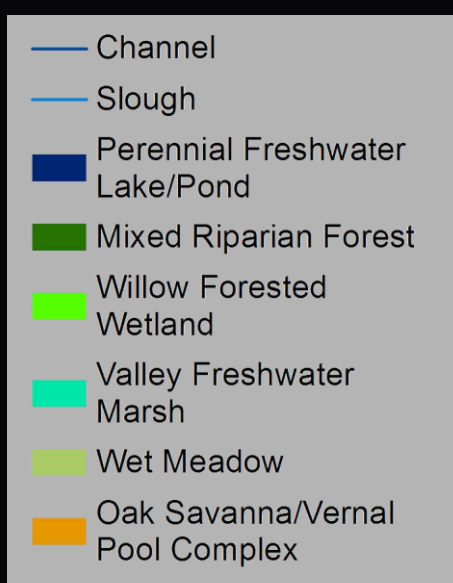 Channel
Slough
Perennial Freshwater
Lake/Pond
Mixed Riparian Forest
Willow Forested
Wetland
Valley Freshwater
Marsh
Wet Meadow
Oak Savanna/Vernal
Pool Complex